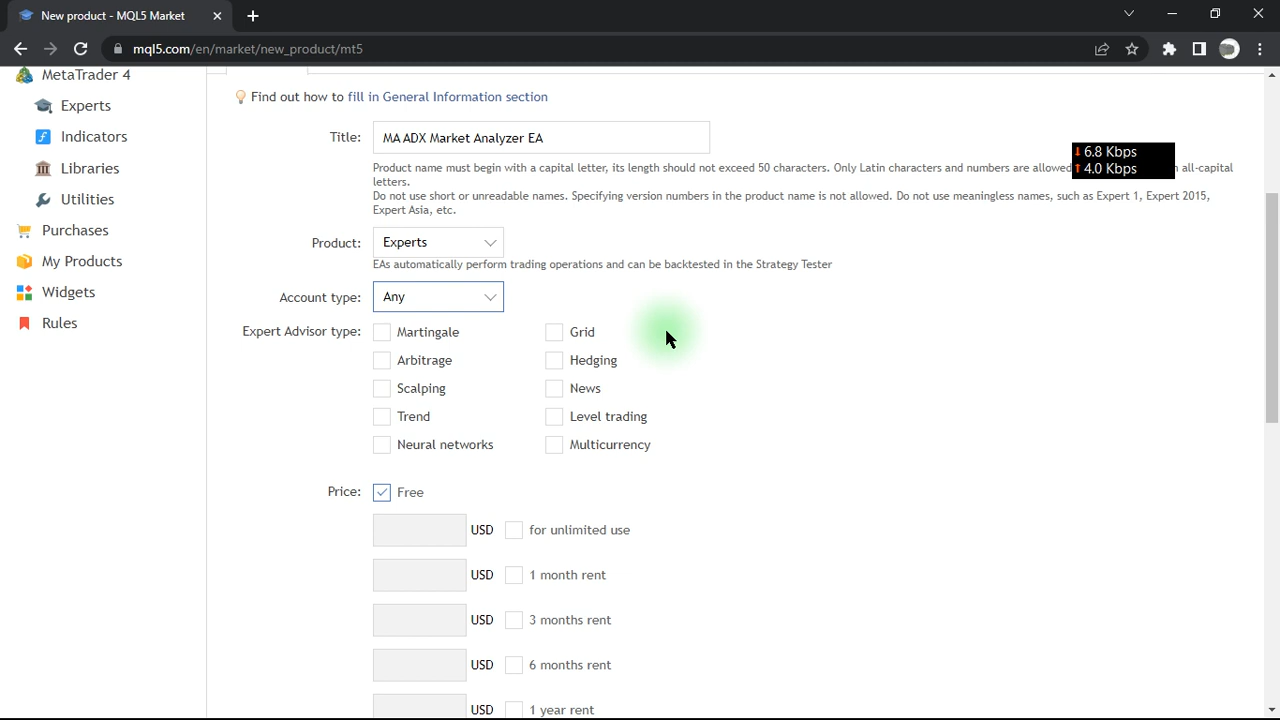 New product - MQL5 Market
mql5.com/en/market/new_product/mt5
MetaTrader 4
Experts
Indicators
Libraries
Utilities
Purchases
My Products
Widgets
Rules
Find out how to fill in General Information section
Title: MA ADX Market Analyzer EA
Product name must begin with a capital letter, its length should not exceed 50 characters. Only Latin characters and numbers are allowed all-capital
letters.
Do not use short or unreadable names. Specifying version numbers in the product name is not allowed. Do not use meaningless names, such as Expert 1, Expert 2015,
Expert Asia, etc.
6.8 Kbps
4.0 Kbps
Product: Experts
EAs automatically perform trading operations and can be backtested in the Strategy Tester
Account type: Any
Expert Advisor type: Martingale Grid
Arbitrage Hedging
Scalping News
Trend Level trading
Neural networks Multicurrency
Price: Free
USD for unlimited use
USD 1 month rent
USD 3 months rent
USD 6 months rent
USD 1 year rent